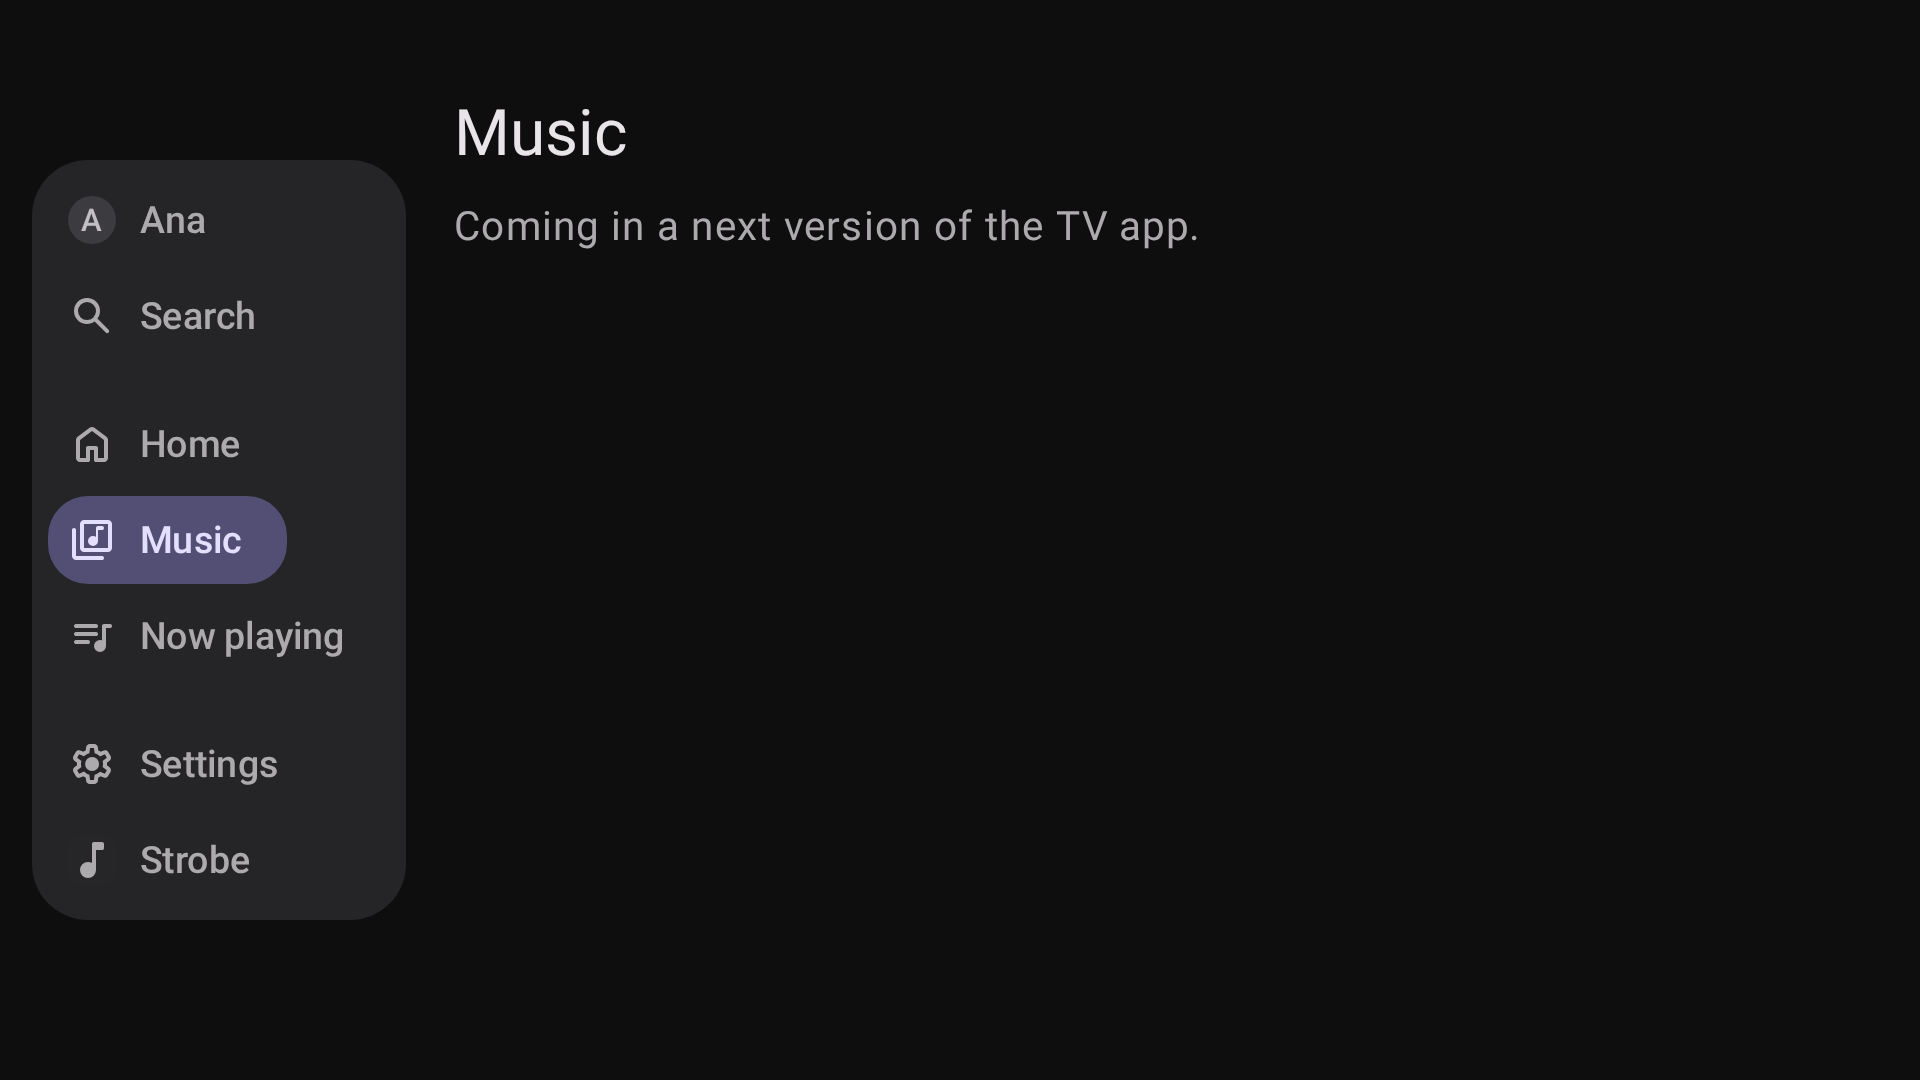 A Ana
Search
Home
Music
Now playing
Settings
Strobe
Music
Coming in a next version of the TV app.